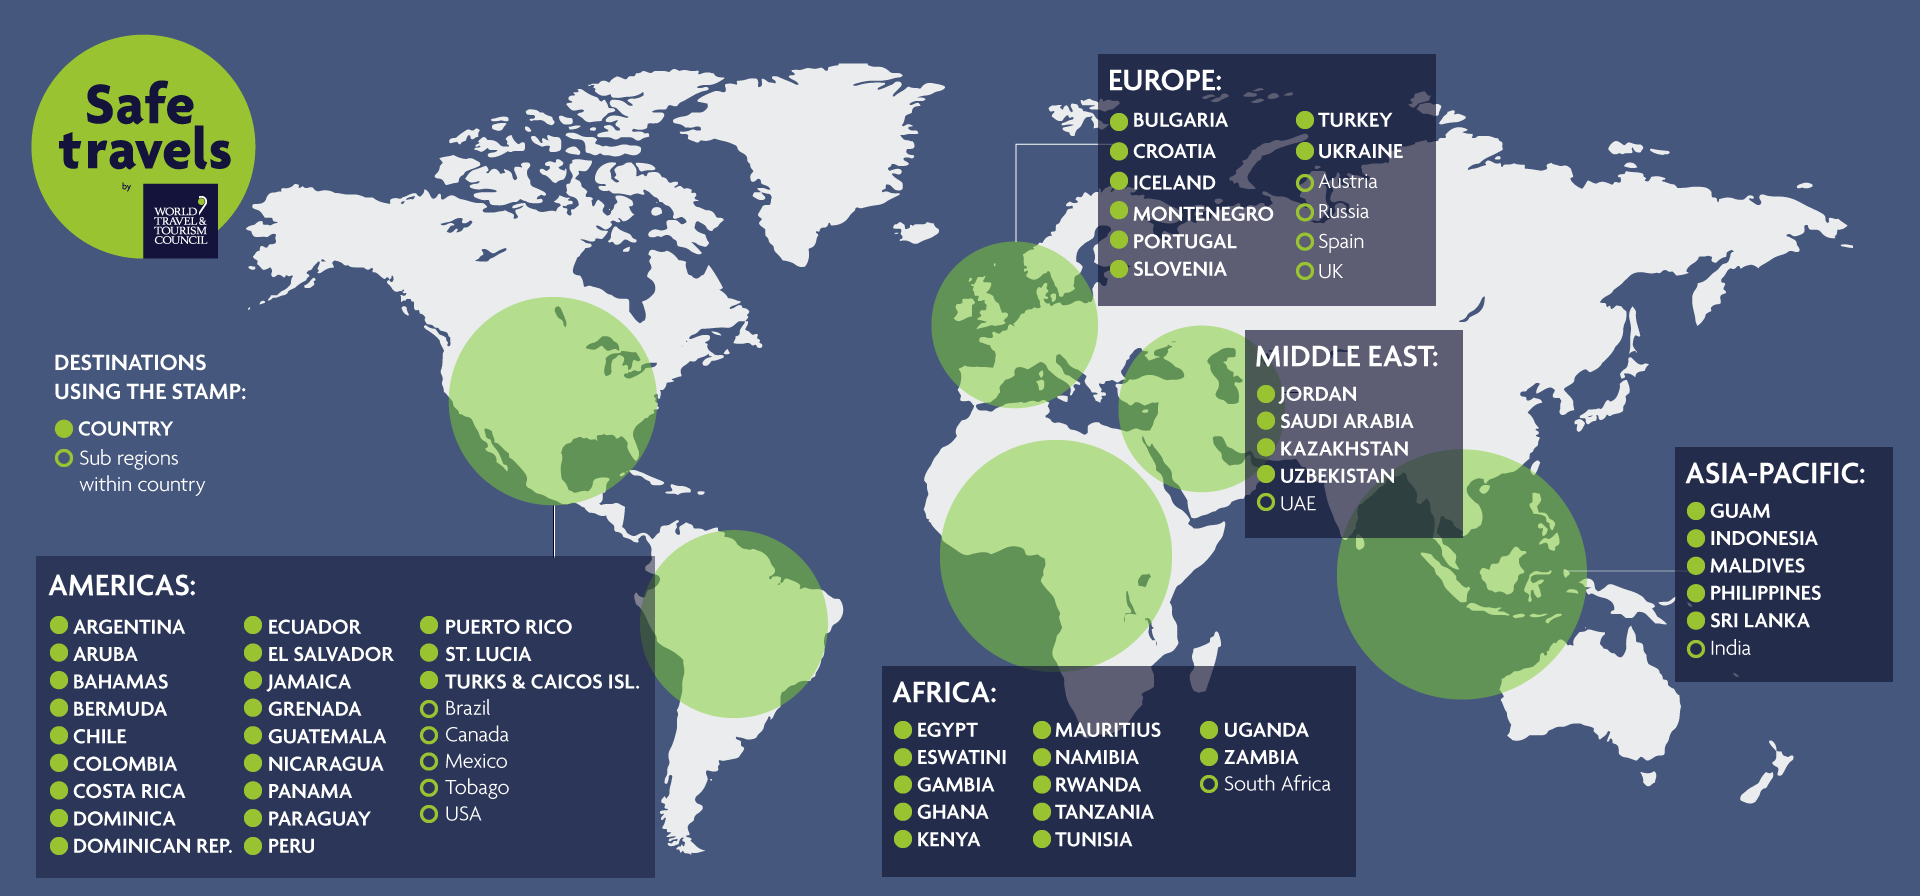 Safe
travels
by
WORLD
TRAVEL &
TOURISM
COUNCIL
DESTINATIONS
USING THE STAMP:
COUNTRY
Sub regions
within country
AMERICAS:
ARGENTINA
ARUBA
BAHAMAS
BERMUDA
CHILE
COLOMBIA
COSTA RICA
DOMINICA
DOMINICAN REP.
ECUADOR
EL SALVADOR
JAMAICA
GRENADA
GUATEMALA
NICARAGUA
PANAMA
PARAGUAY
PERU
PUERTO RICO
ST. LUCIA
TURKS & CAICOS ISL.
Brazil
Canada
Mexico
Tobago
USA
EUROPE:
BULGARIA
CROATIA
ICELAND
MONTENEGRO
PORTUGAL
SLOVENIA
TURKEY
UKRAINE
Austria
Russia
Spain
UK
MIDDLE EAST:
JORDAN
SAUDI ARABIA
KAZAKHSTAN
UZBEKISTAN
UAE
AFRICA:
EGYPT
ESWATINI
GAMBIA
GHANA
KENYA
MAURITIUS
NAMIBIA
RWANDA
TANZANIA
TUNISIA
UGANDA
ZAMBIA
South Africa
ASIA-PACIFIC:
GUAM
INDONESIA
MALDIVES
PHILIPPINES
SRI LANKA
India